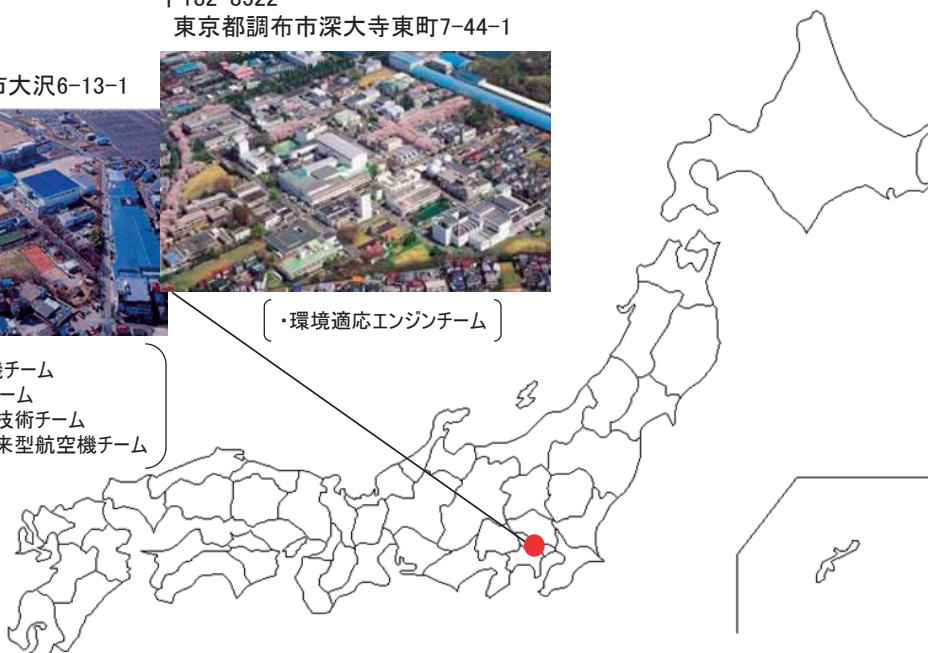 〒182-8522
東京都調布市深大寺東町7-44-1
市大沢6-13-1
・環境適応エンジンチーム
機チーム
ーム
技術チーム
来型航空機チーム